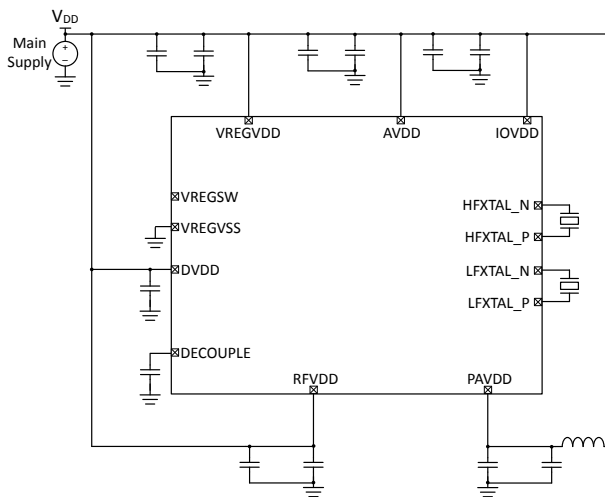 VDD
Main
Supply
VREGVDD
AVDD
IOVDD
VREGSW
VREGVSS
DVDD
DECOUPLE
HFXTAL_N
HFXTAL_P
LFXTAL_N
LFXTAL_P
RFVDD
PAVDD
+
-